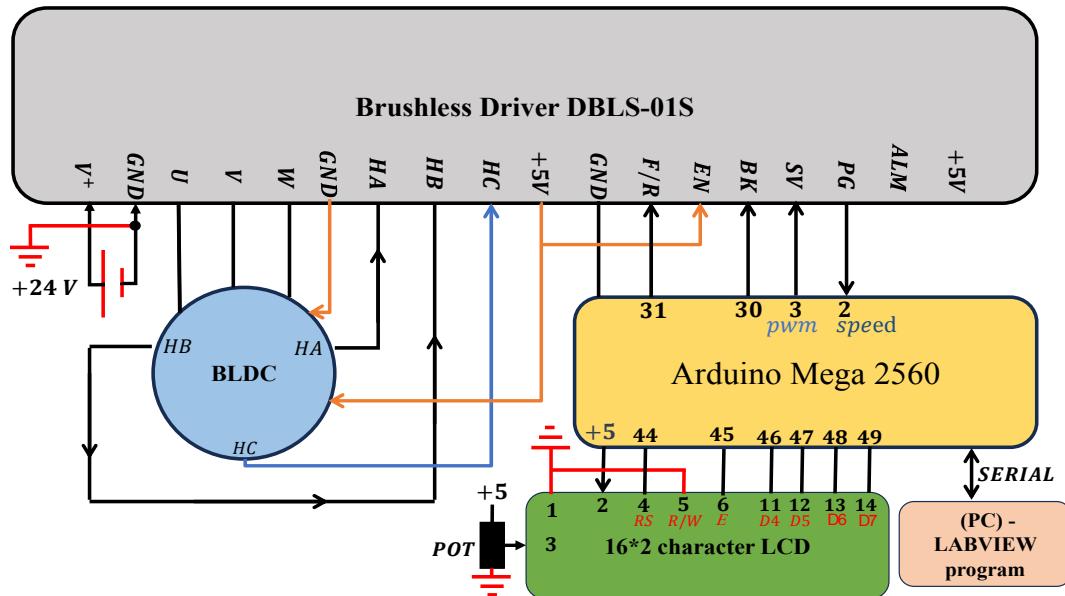 Brushless Driver DBLS-01S
V+ GND U V W GND HA HB HC +5V GND F/R EN BK SV PG ALM +5V
+24 V
31 30 3 2
pwm speed
HB HA
BLDC
HC
Arduino Mega 2560
+5 44 45 46 47 48 49
SERIAL
+5
1 2 4 5 6 11 12 13 14
RS R/W E D4 D5 D6 D7
POT
3
16*2 character LCD
(PC) -
LABVIEW
program